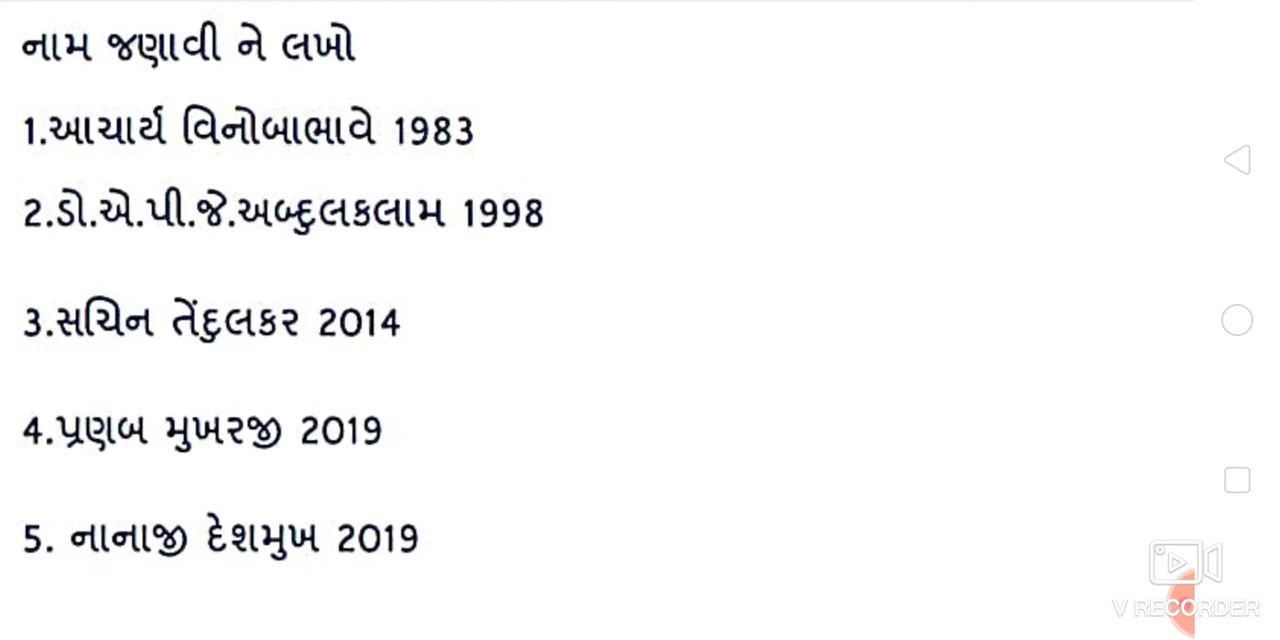 નામ જણાવી ને લખો
1.આચાર્ય વિનોબાભાવે 1983
2.ડો.એ.પી.જે.અબ્દુલકલામ 1998
3.સચિન તેંદુલકર 2014
4.પ્રણબ મુખરજી 2019
5. નાનાજી દેશમુખ 2019
V RECORDER